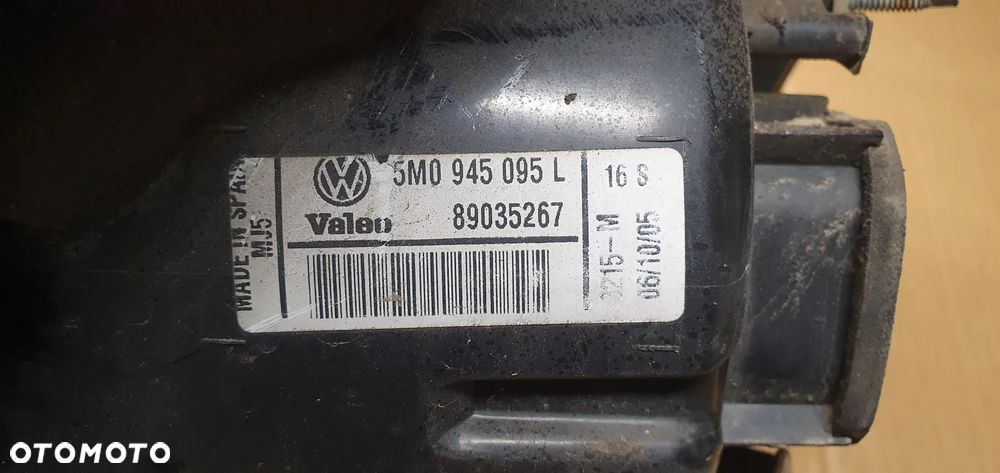 5M0 945 095 L
Valeo
89035267
MADE IN SPAIN
MJ5
16 S
3215-M
06/10/05
OTOMOTO